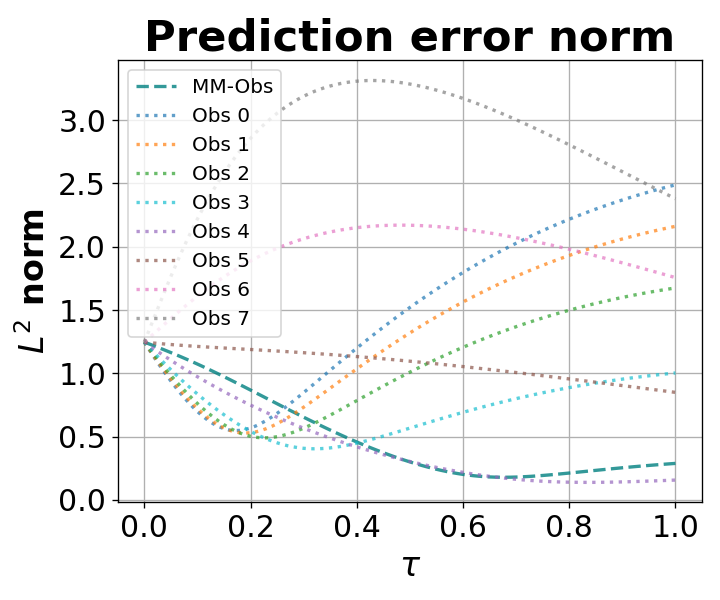 Prediction error norm
L² norm
3.0
2.5
2.0
1.5
1.0
0.5
0.0
MM-Obs
Obs 0
Obs 1
Obs 2
Obs 3
Obs 4
Obs 5
Obs 6
Obs 7
0.0 0.2 0.4 0.6 0.8 1.0
τ